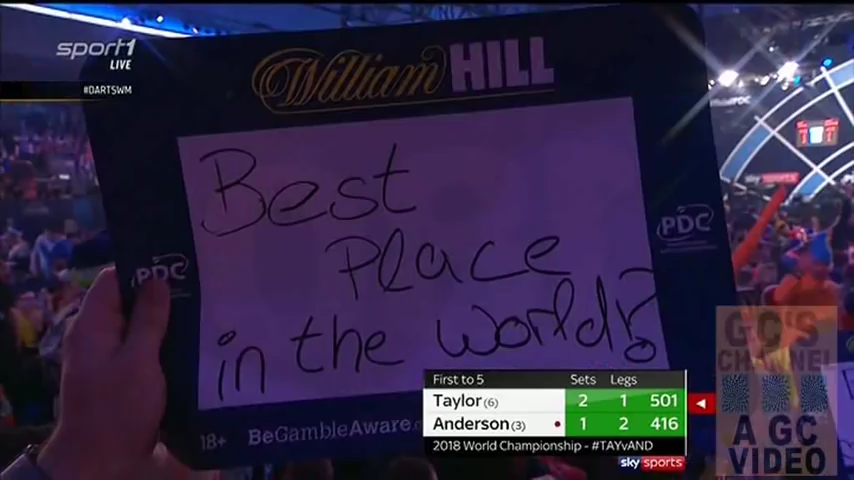 sport1
LIVE
#DARTSWM
William HILL
Best
Place
in the world!
PDC
PDC
sky sports
18+ BeGambleAware.
First to 5 Sets Legs
Taylor(6) 2 1 501
Anderson(3) 1 2 416
2018 World Championship - #TAYvAND
sky sports
GC'S
CHANNEL
A GC
VIDEO